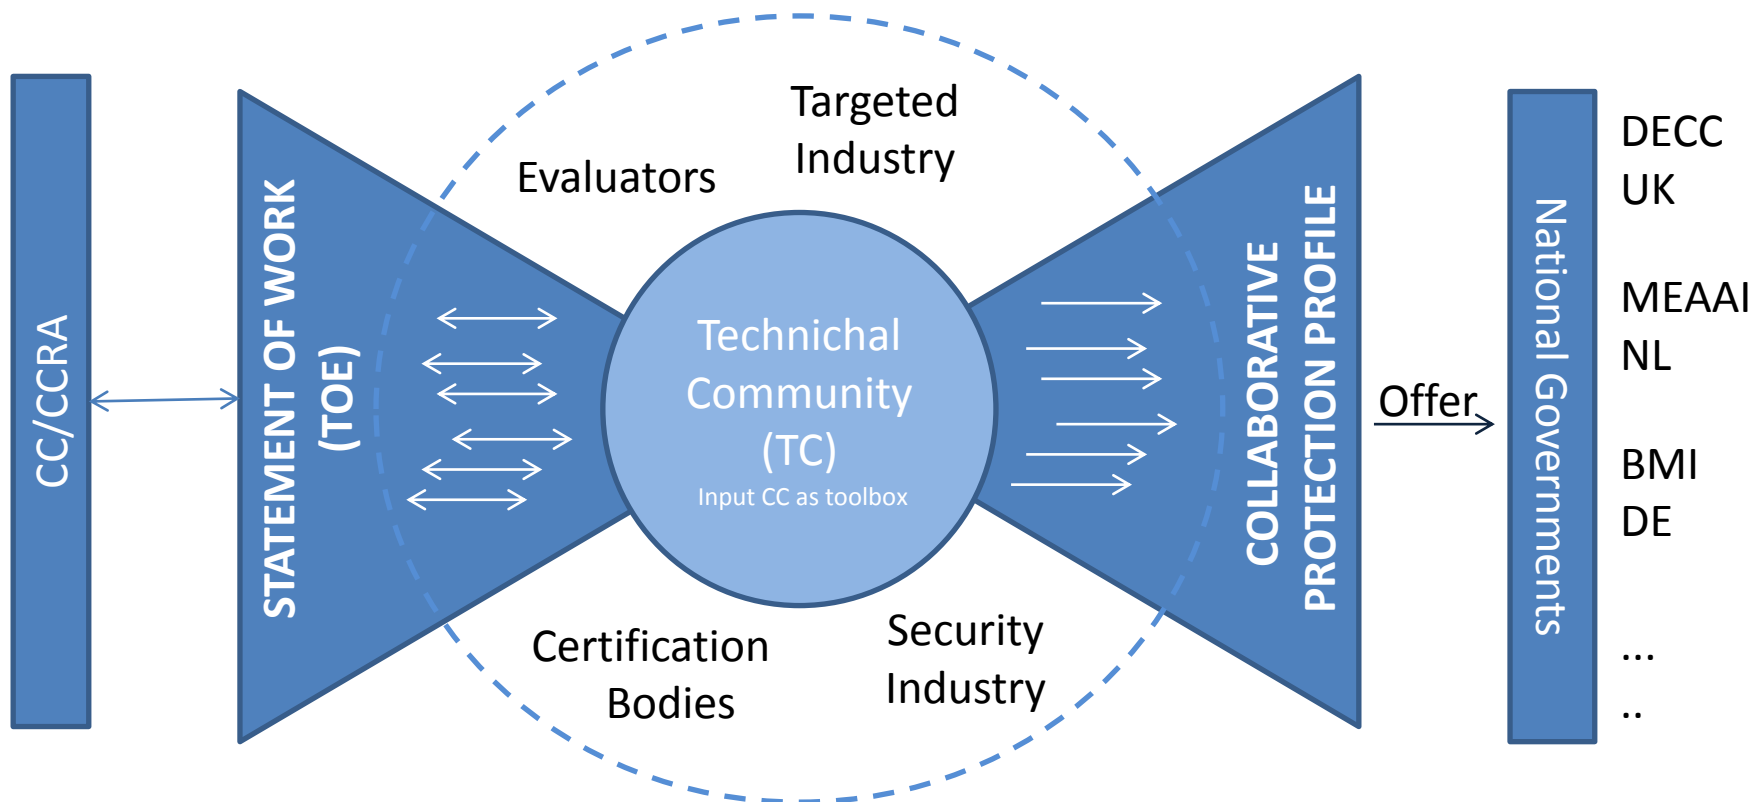 CC/CCRA
STATEMENT OF WORK
(TOE)
Evaluators
Targeted
Industry
Technichal
Community
(TC)
Input CC as toolbox
Certification
Bodies
Security
Industry
COLLABORATIVE
PROTECTION PROFILE
Offer
National Governments
DECC
UK
MEAAI
NL
BMI
DE
...
..